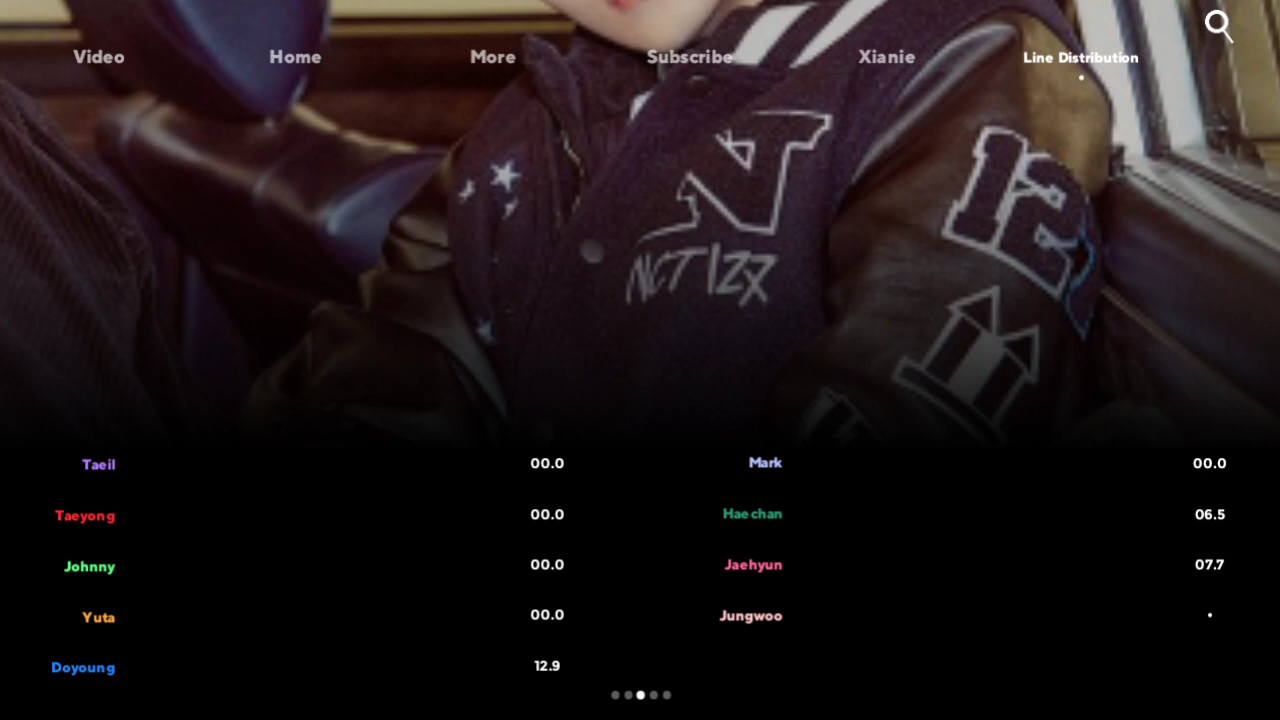 Video Home More Subscribe Xianie Line Distribution
N
NCT 127
Taeil 00.0 Mark 00.0
Taeyong 00.0 Haechan 06.5
Johnny 00.0 Jaehyun 07.7
Yuta 00.0 Jungwoo
Doyoung 12.9